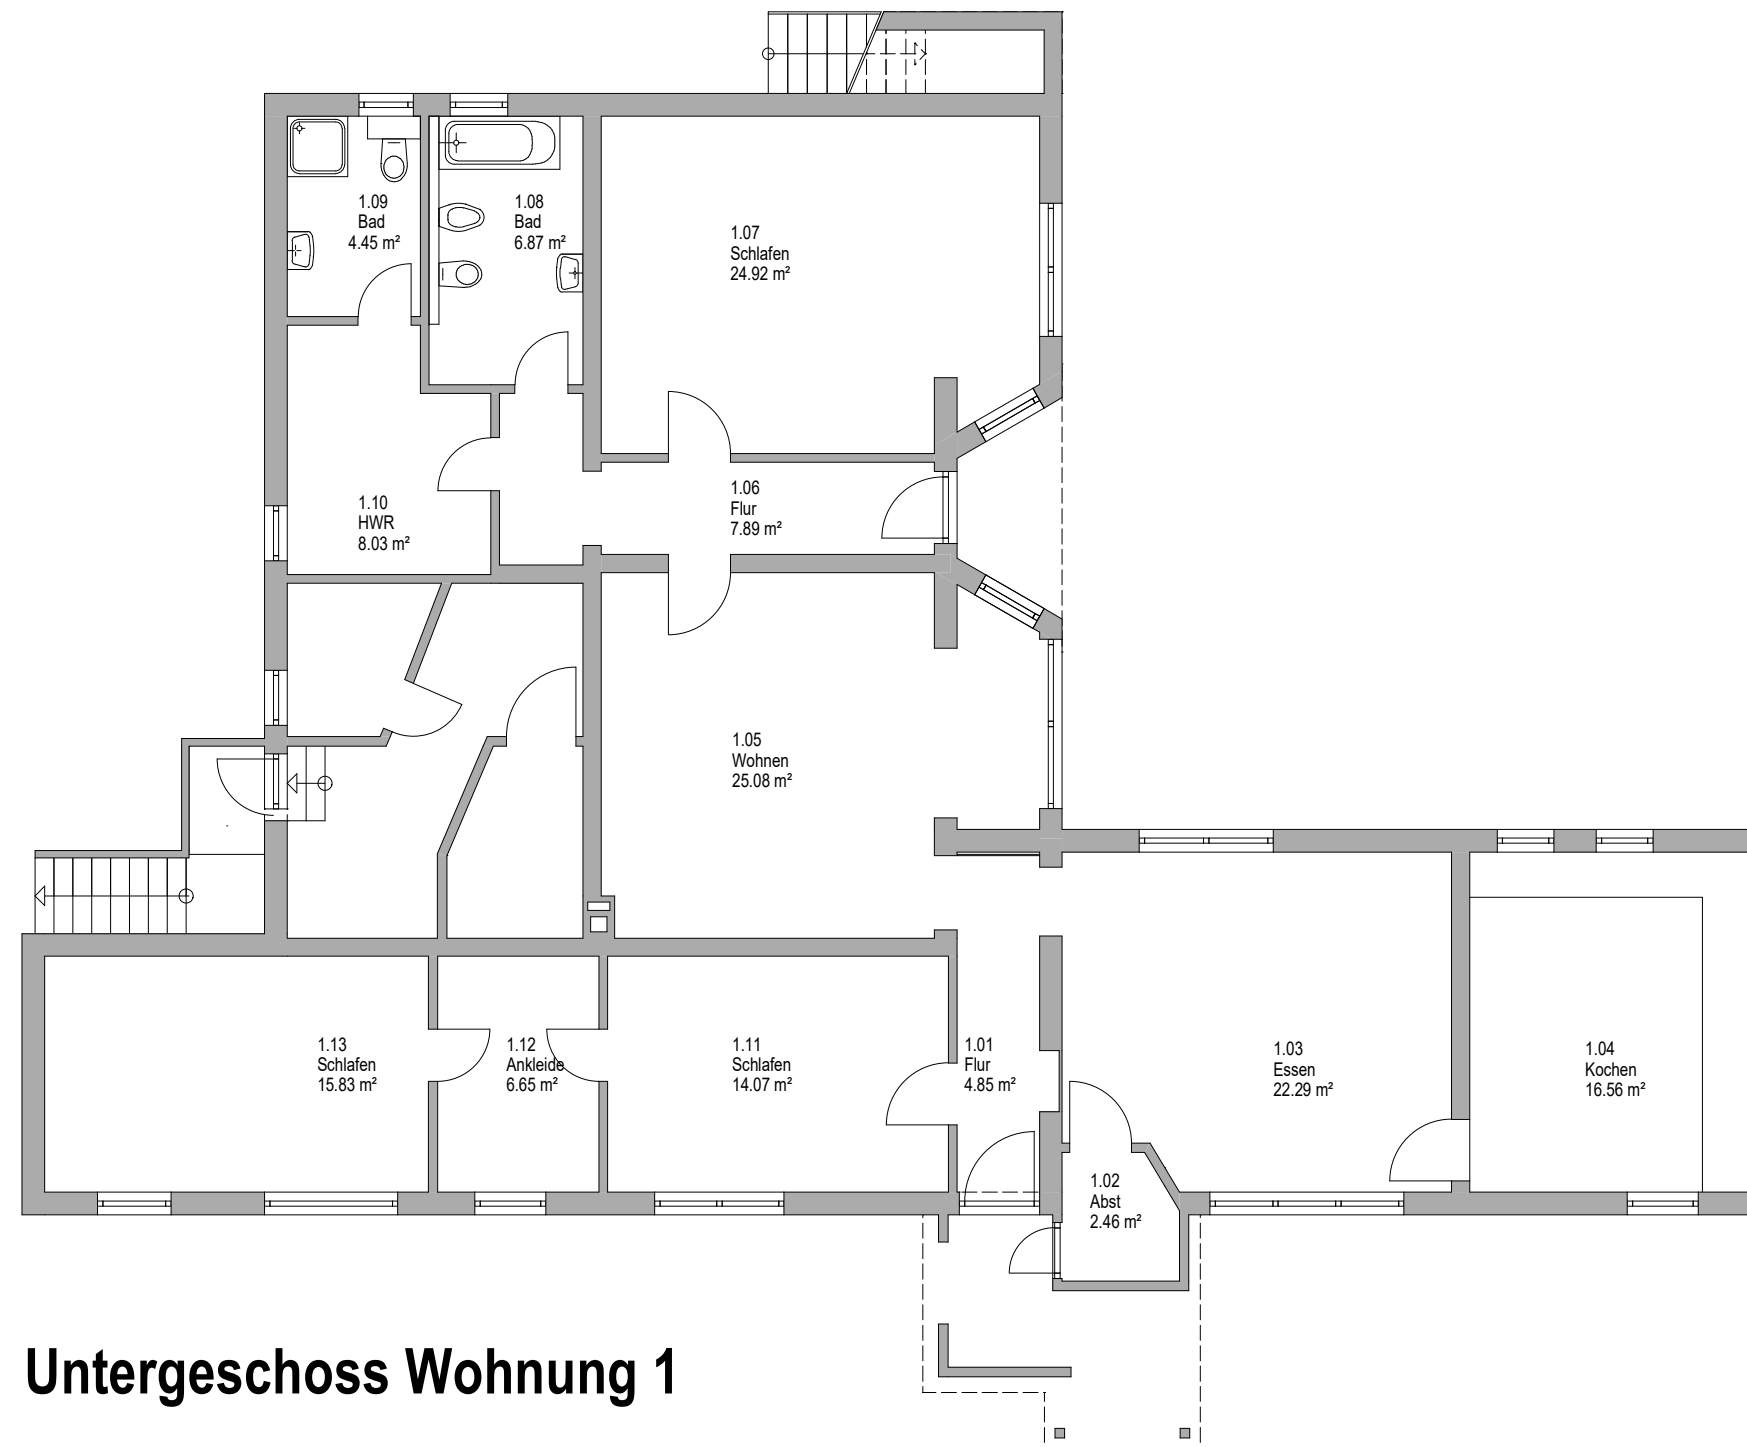 1.09
Bad
4.45 m²
1.08
Bad
6.87 m²
1.07
Schlafen
24.92 m²
1.10
HWR
8.03 m²
1.06
Flur
7.89 m²
1.05
Wohnen
25.08 m²
1.13
Schlafen
15.83 m²
1.12
Ankleide
6.65 m²
1.11
Schlafen
14.07 m²
1.01
Flur
4.85 m²
1.03
Essen
22.29 m²
1.04
Kochen
16.56 m²
1.02
Abst
2.46 m²
Untergeschoss Wohnung 1